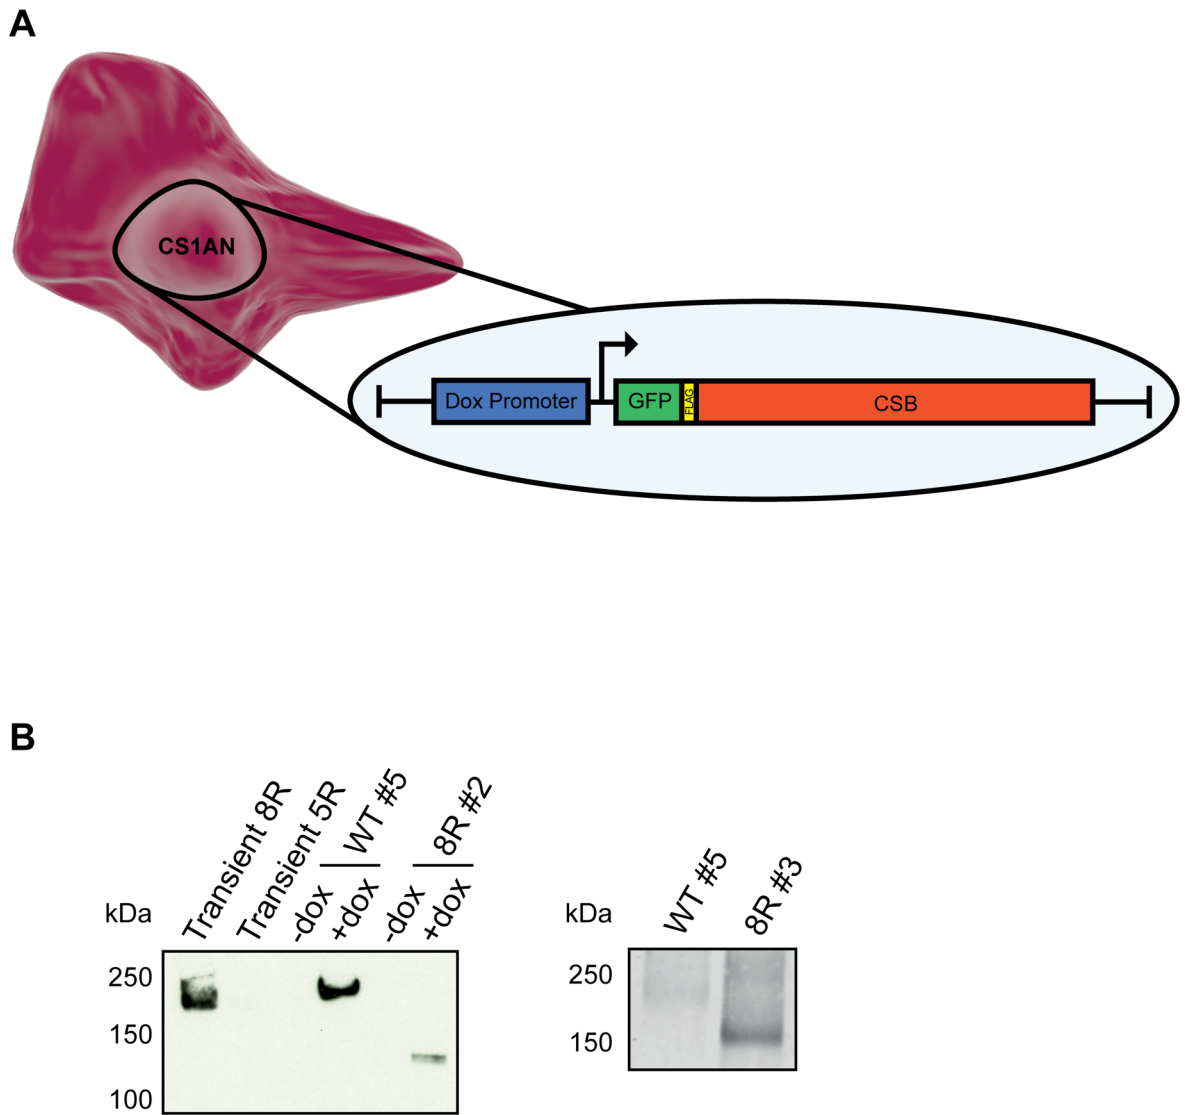 A
CS1AN
Dox Promoter
GFP
FLAG
CSB
B
kDa
Transient 8R
Transient 5R
-dox
+dox
WT #5
-dox
+dox
8R #2
250
150
100
kDa
WT #5
8R #3
250
150